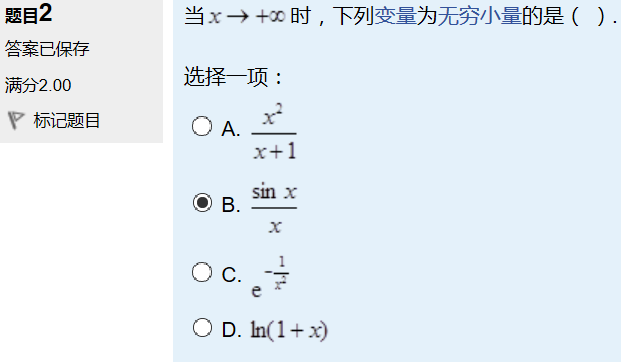 题目2
答案已保存
满分2.00
标记题目
当 x → +∞ 时，下列变量为无穷小量的是（ ）.
选择一项：
A. x²/(x+1)
B. sin x/x
C. e^(-1/x²)
D. ln(1+x)